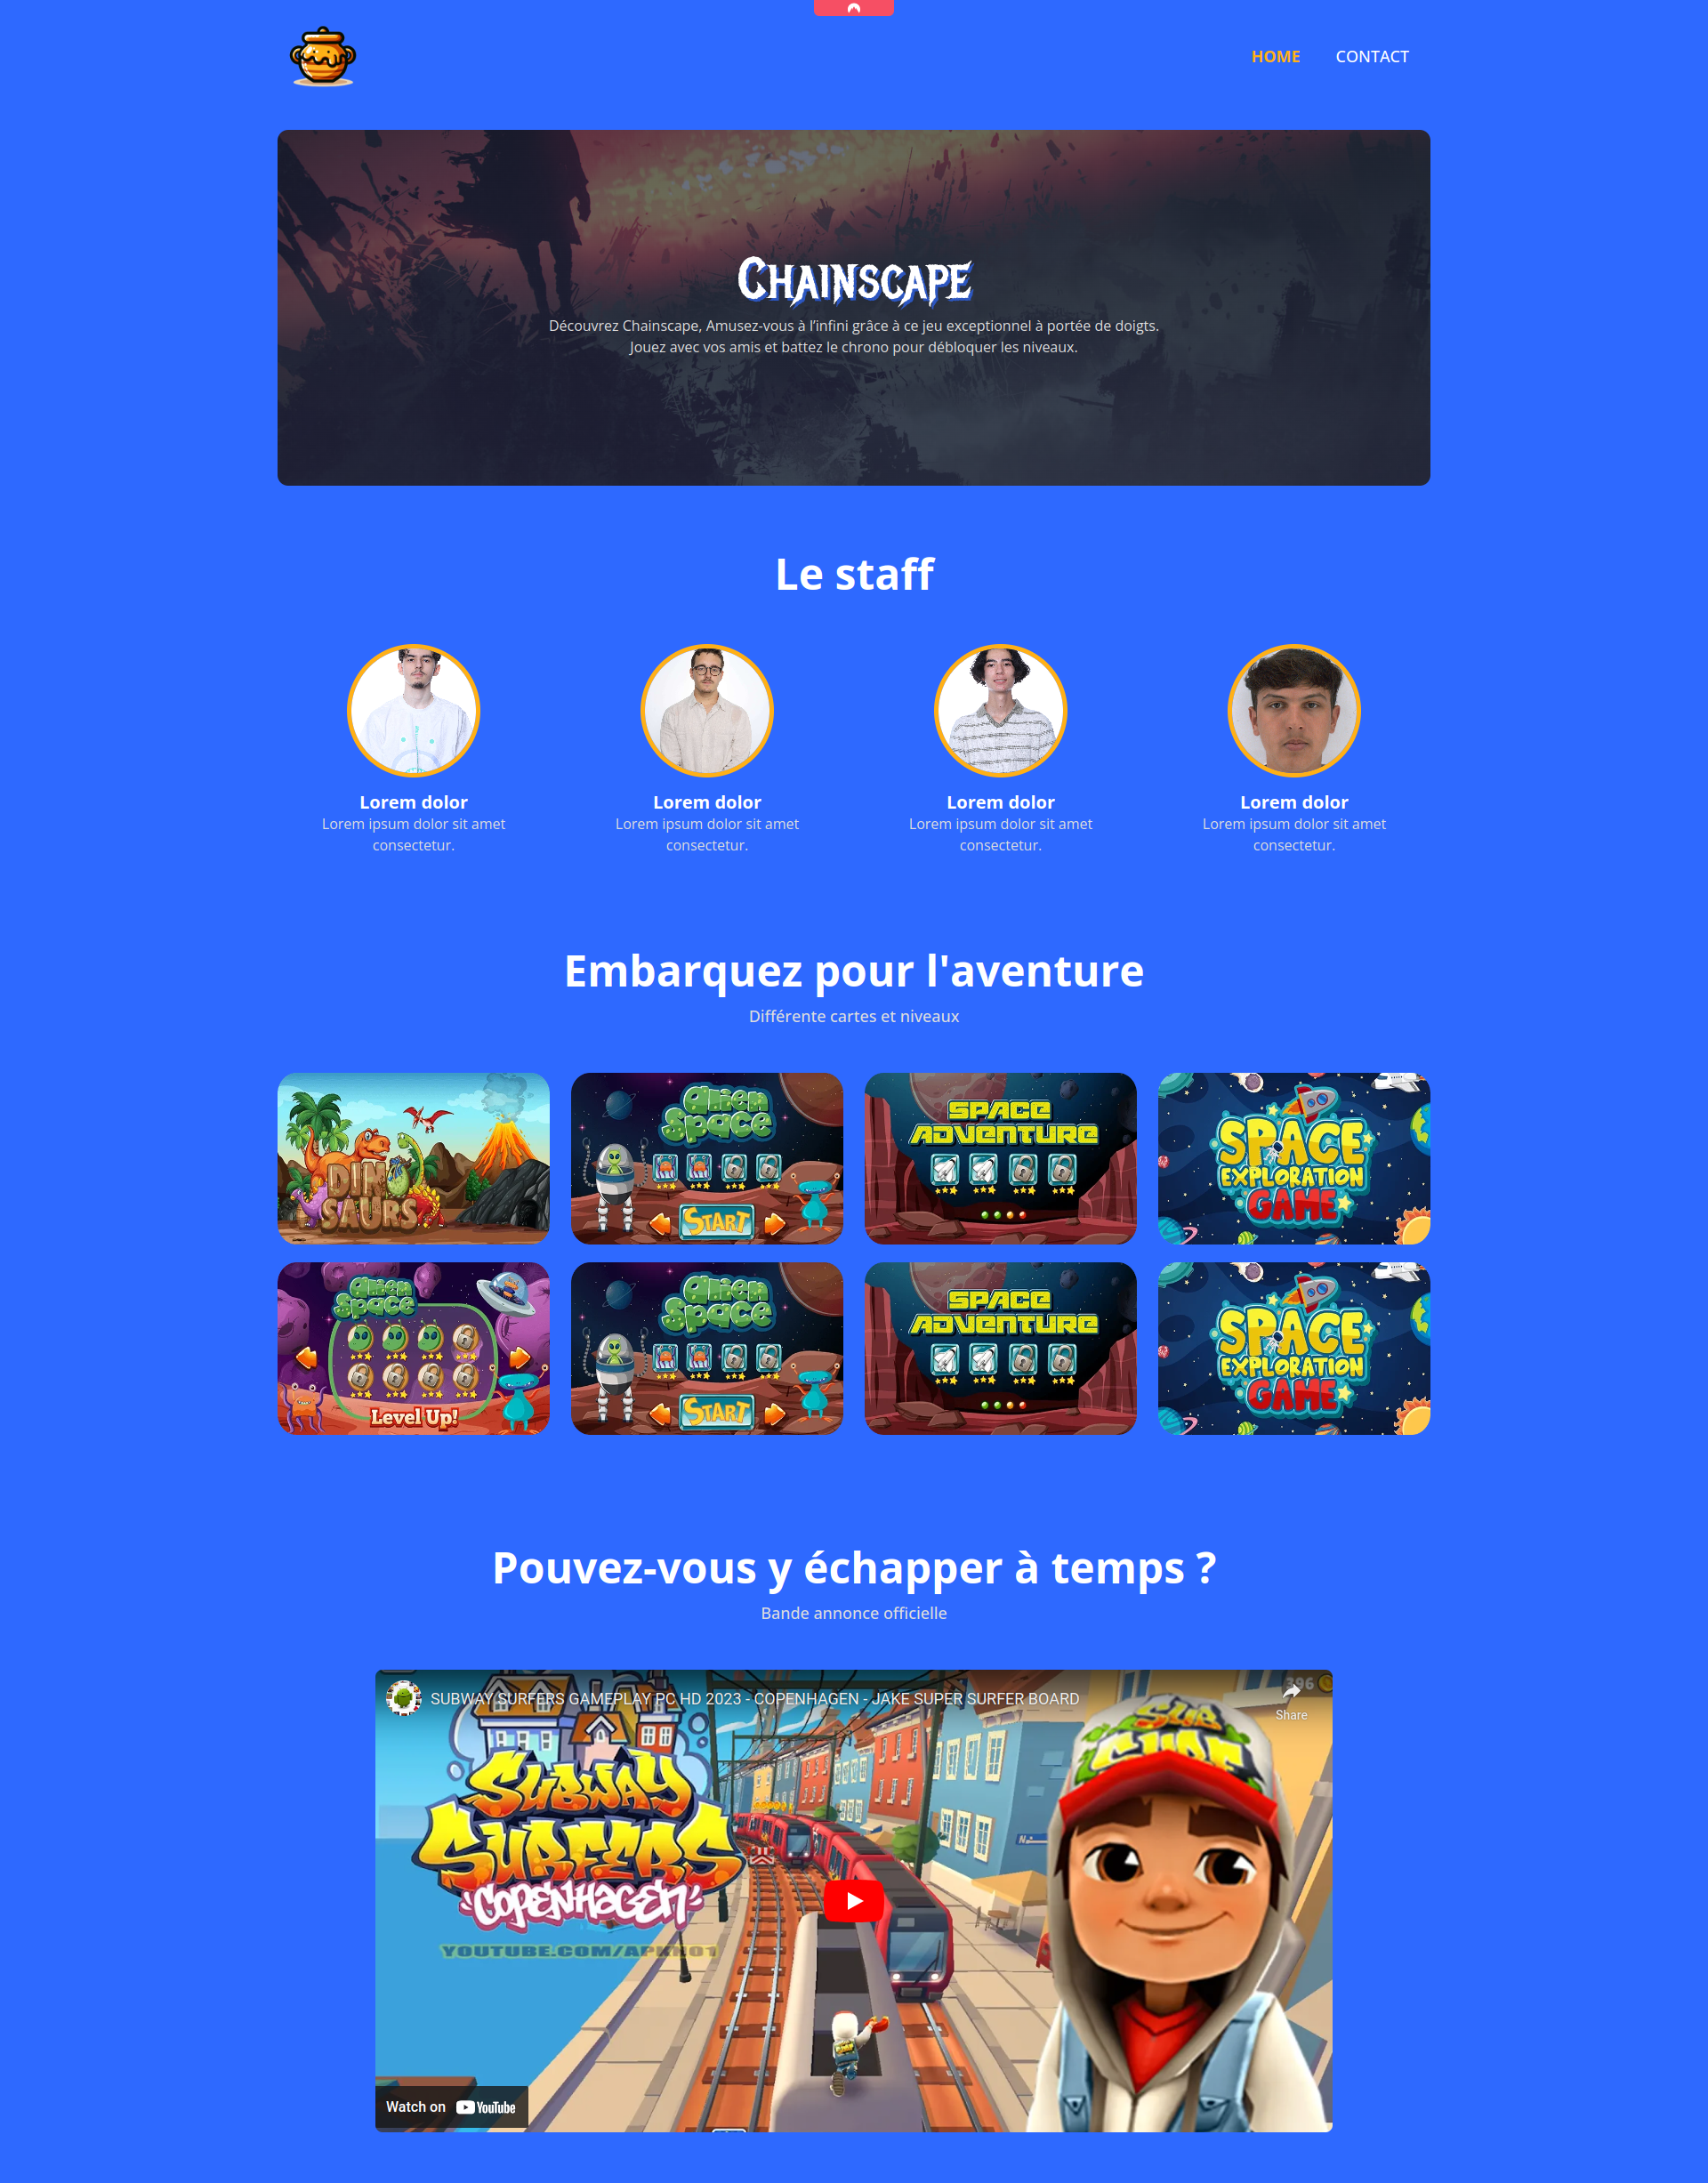 HOME
CONTACT
CHAINSCAPE
Découvrez Chainscape, Amusez-vous à l'infini grâce à ce jeu exceptionnel à portée de doigts.
Jouez avec vos amis et battez le chrono pour débloquer les niveaux.
Le staff
Lorem dolor
Lorem ipsum dolor sit amet
consectetur.
Lorem dolor
Lorem ipsum dolor sit amet
consectetur.
Lorem dolor
Lorem ipsum dolor sit amet
consectetur.
Lorem dolor
Lorem ipsum dolor sit amet
consectetur.
Embarquez pour l'aventure
Différente cartes et niveaux
DINOSAURS
Alien
Space
START
SPACE
ADVENTURE
SPACE
EXPLORATION
GAME
Alien
Space
Level Up!
Alien
Space
START
SPACE
ADVENTURE
SPACE
EXPLORATION
GAME
Pouvez-vous y échapper à temps ?
Bande annonce officielle
SUBWAY SURFERS GAMEPLAY PC HD 2023 - COPENHAGEN - JAKE SUPER SURFER BOARD
396
Share
SUBWAY
SURFERS
COPENHAGEN
SUB
SURF
Watch on
YouTube